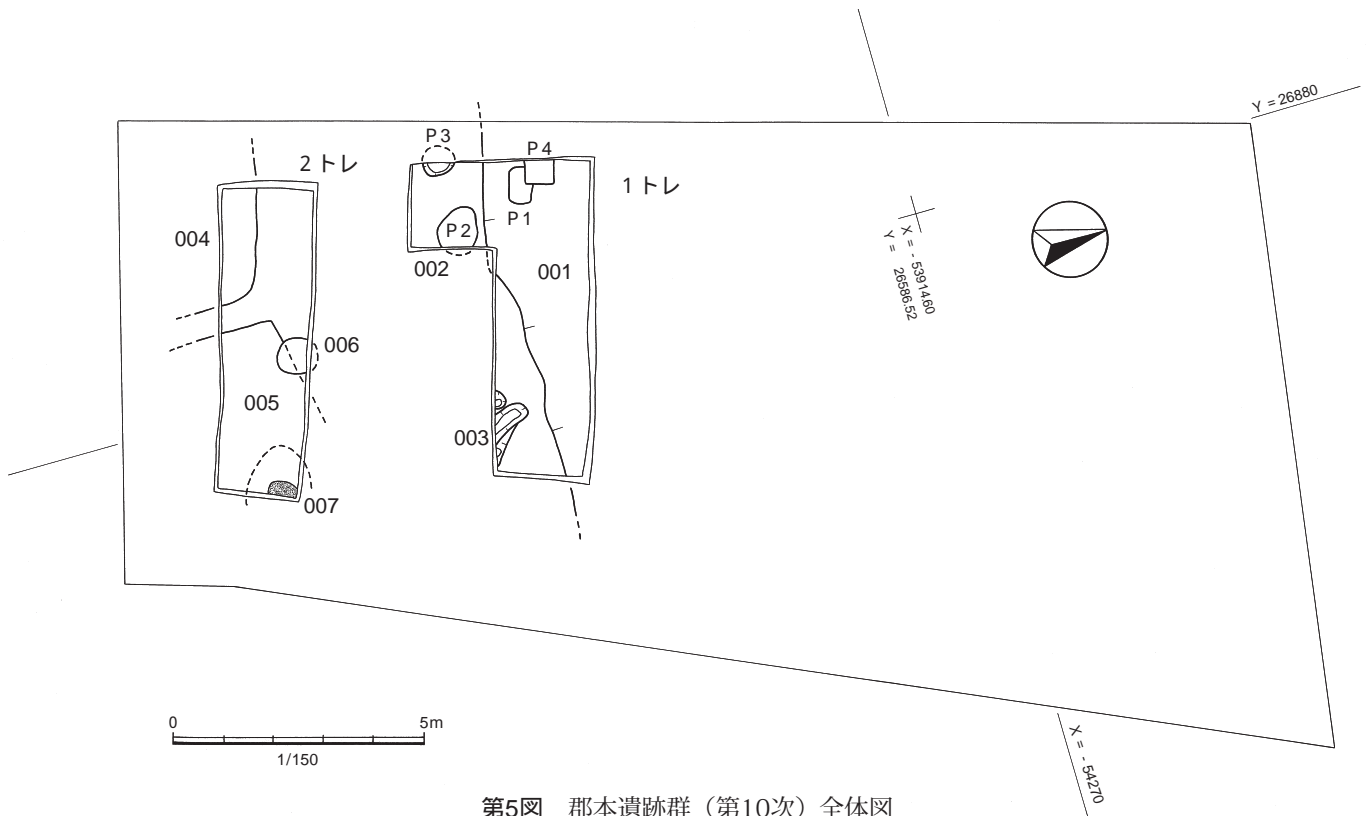 Y = 26880
P 3
P 4
2 トレ
1 トレ
P 1
P 2
004
002
001
X = - 53914.60
Y = 26586.52
006
005
003
007
0 5m
1/150
X = - 54270
第5図 郡本遺跡群（第10次）全体図